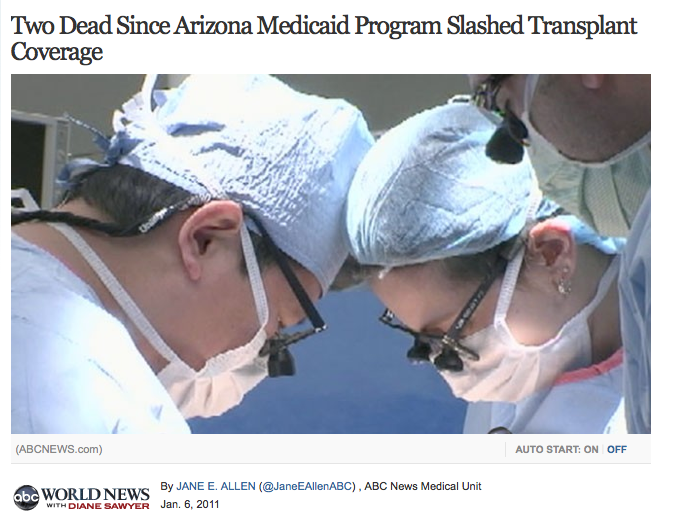 Two Dead Since Arizona Medicaid Program Slashed Transplant
Coverage
(ABCNEWS.com)
AUTO START: ON OFF
abc WORLD NEWS
WITH DIANE SAWYER
By JANE E. ALLEN (@JaneEAllenABC) , ABC News Medical Unit
Jan. 6, 2011